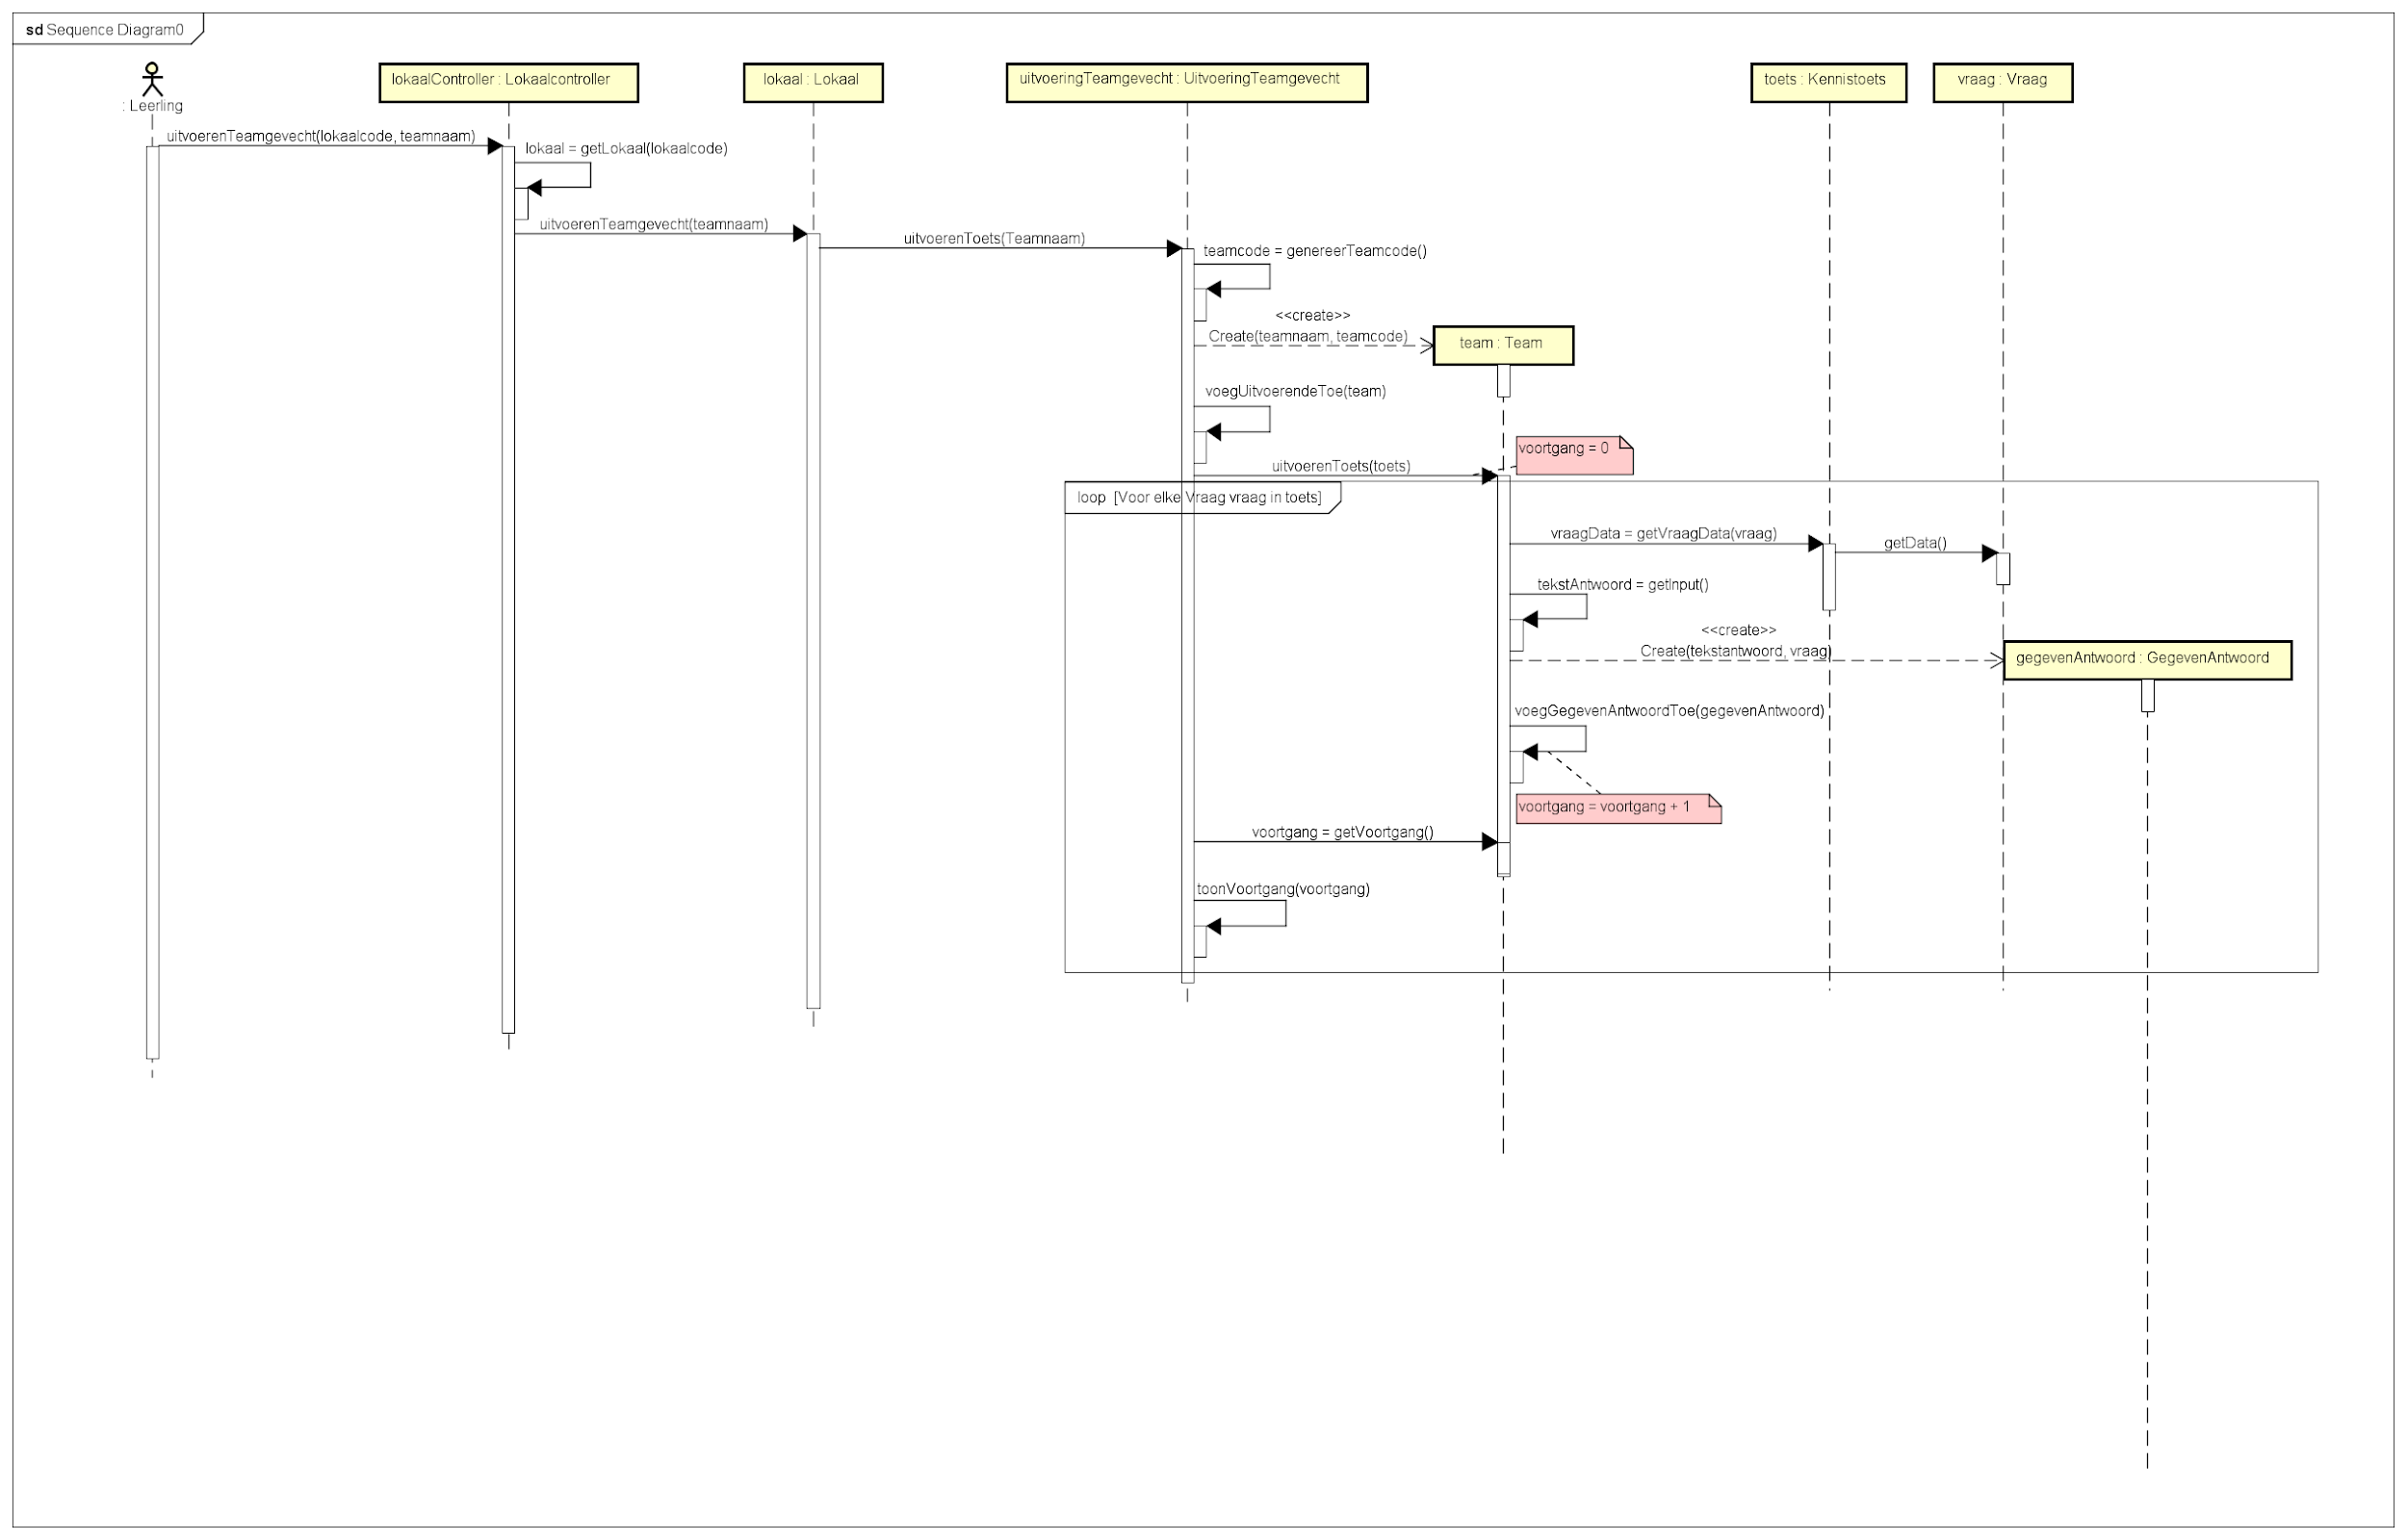 sd Sequence Diagram0
: Leerling
lokaalController : Lokaalcontroller
lokaal : Lokaal
uitvoeringTeamgevecht : UitvoeringTeamgevecht
toets : Kennistoets
vraag : Vraag
uitvoerenTeamgevecht(lokaalcode, teamnaam)
lokaal = getLokaal(lokaalcode)
uitvoerenTeamgevecht(teamnaam)
uitvoerenToets(Teamnaam)
teamcode = genereerTeamcode()
<<create>>
Create(teamnaam, teamcode)
team : Team
voegUitvoerendeToe(team)
voortgang = 0
uitvoerenToets(toets)
loop [Voor elke Vraag vraag in toets]
vraagData = getVraagData(vraag)
getData()
tekstAntwoord = getInput()
<<create>>
Create(tekstantwoord, vraag)
gegevenAntwoord : GegevenAntwoord
voegGegevenAntwoordToe(gegevenAntwoord)
voortgang = voortgang + 1
voortgang = getVoortgang()
toonVoortgang(voortgang)